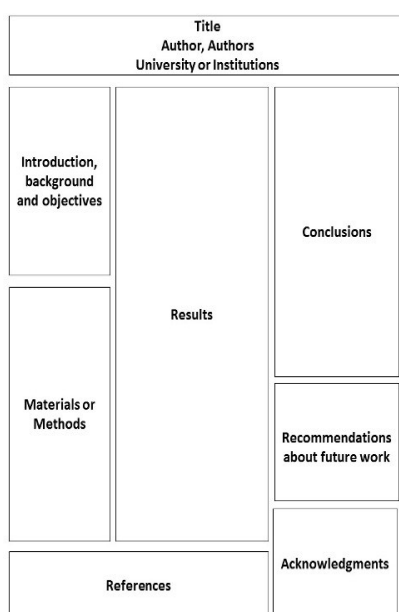 Title
Author, Authors
University or Institutions
Introduction,
background
and objectives
Materials or
Methods
Results
Conclusions
Recommendations
about future work
Acknowledgments
References